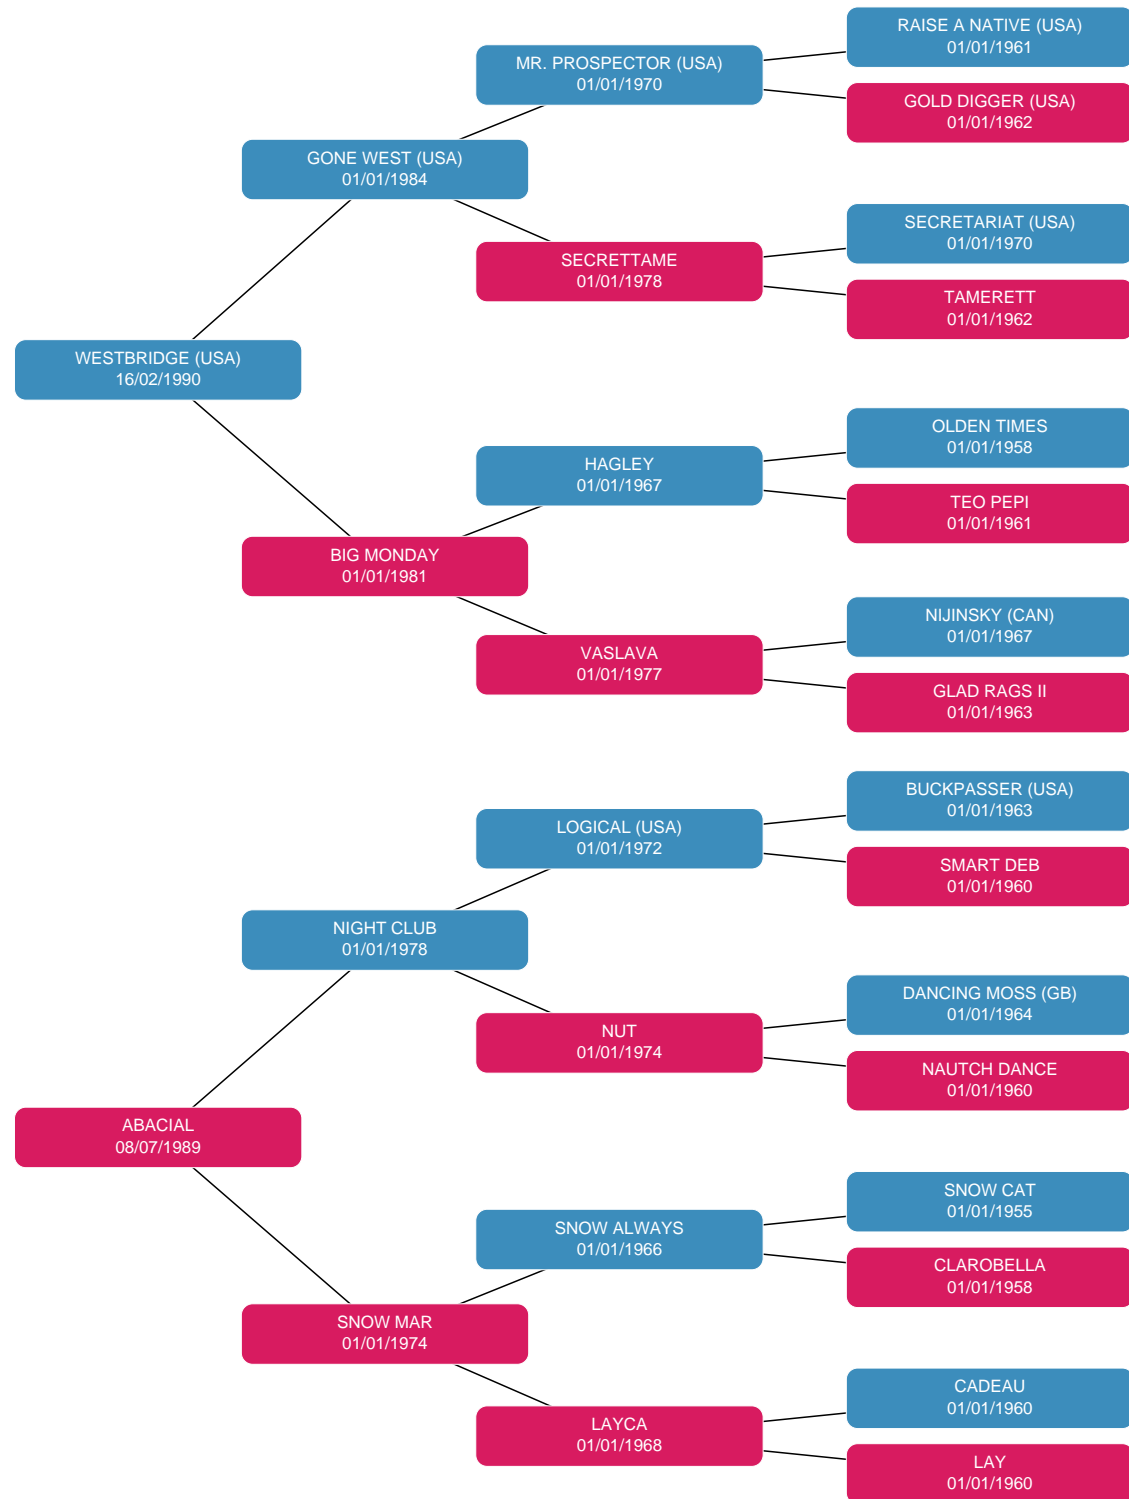 RAISE A NATIVE (USA)
01/01/1961
MR. PROSPECTOR (USA)
01/01/1970
GOLD DIGGER (USA)
01/01/1962
GONE WEST (USA)
01/01/1984
SECRETARIAT (USA)
01/01/1970
SECRETTAME
01/01/1978
TAMERETT
01/01/1962
WESTBRIDGE (USA)
16/02/1990
OLDEN TIMES
01/01/1958
HAGLEY
01/01/1967
TEO PEPI
01/01/1961
BIG MONDAY
01/01/1981
NIJINSKY (CAN)
01/01/1967
VASLAVA
01/01/1977
GLAD RAGS II
01/01/1963
BUCKPASSER (USA)
01/01/1963
LOGICAL (USA)
01/01/1972
SMART DEB
01/01/1960
NIGHT CLUB
01/01/1978
DANCING MOSS (GB)
01/01/1964
NUT
01/01/1974
NAUTCH DANCE
01/01/1960
ABACIAL
08/07/1989
SNOW CAT
01/01/1955
SNOW ALWAYS
01/01/1966
CLAROBELLA
01/01/1958
SNOW MAR
01/01/1974
CADEAU
01/01/1960
LAYCA
01/01/1968
LAY
01/01/1960